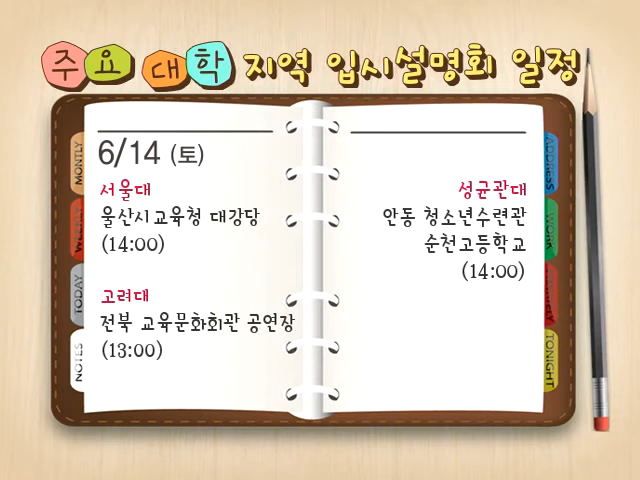 주요 대학 지역 입시설명회 일정
6/14 (토)
서울대
울산시교육청 대강당
(14:00)
고려대
전북 교육문화회관 공연장
(13:00)
성균관대
안동 청소년수련관
순천고등학교
(14:00)
MONTLY
WEEKLY
TODAY
NOTES
ADDRESS
WORK
TONIGHT